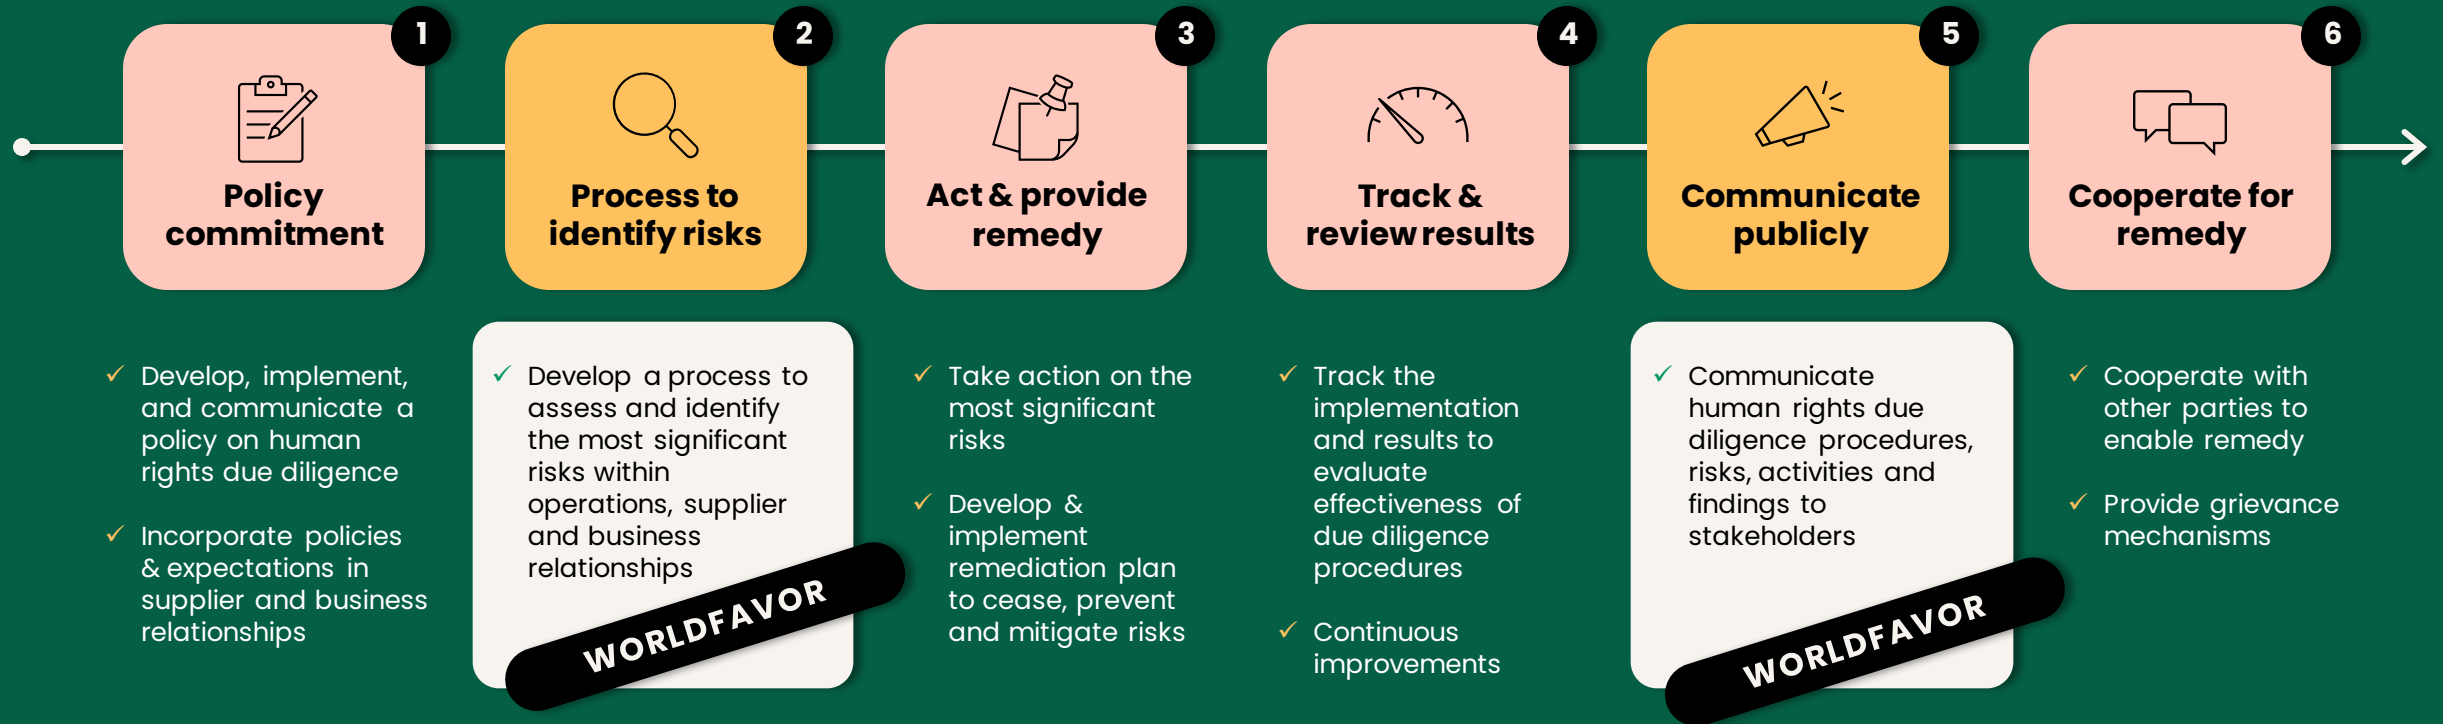 1
Policy
commitment
2
Process to
identify risks
3
Act & provide
remedy
4
Track &
review results
5
Communicate
publicly
6
Cooperate for
remedy
✓ Develop, implement,
and communicate a
policy on human
rights due diligence
✓ Incorporate policies
& expectations in
supplier and business
relationships
✓ Develop a process to
assess and identify
the most significant
risks within
operations, supplier
and business
relationships
WORLDFAVOR
✓ Take action on the
most significant
risks
✓ Develop &
implement
remediation plan
to cease, prevent
and mitigate risks
✓ Track the
implementation
and results to
evaluate
effectiveness of
due diligence
procedures
✓ Continuous
improvements
✓ Communicate
human rights due
diligence procedures,
risks, activities and
findings to
stakeholders
WORLDFAVOR
✓ Cooperate with
other parties to
enable remedy
✓ Provide grievance
mechanisms